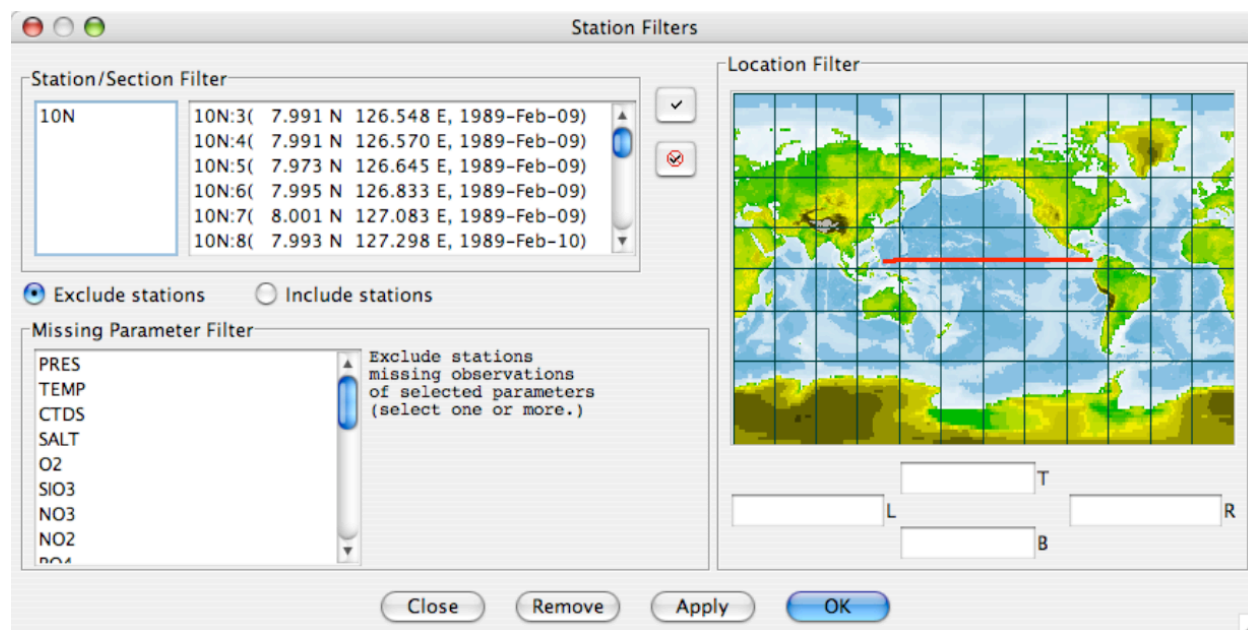 Station Filters
Station/Section Filter
10N
10N:3( 7.991 N 126.548 E, 1989-Feb-09)
10N:4( 7.991 N 126.570 E, 1989-Feb-09)
10N:5( 7.973 N 126.645 E, 1989-Feb-09)
10N:6( 7.995 N 126.833 E, 1989-Feb-09)
10N:7( 8.001 N 127.083 E, 1989-Feb-09)
10N:8( 7.993 N 127.298 E, 1989-Feb-10)
Exclude stations
Include stations
Missing Parameter Filter
PRES
TEMP
CTDS
SALT
O2
SIO3
NO3
NO2
PO4
Exclude stations
missing observations
of selected parameters
(select one or more.)
Location Filter
T
L
R
B
Close
Remove
Apply
OK